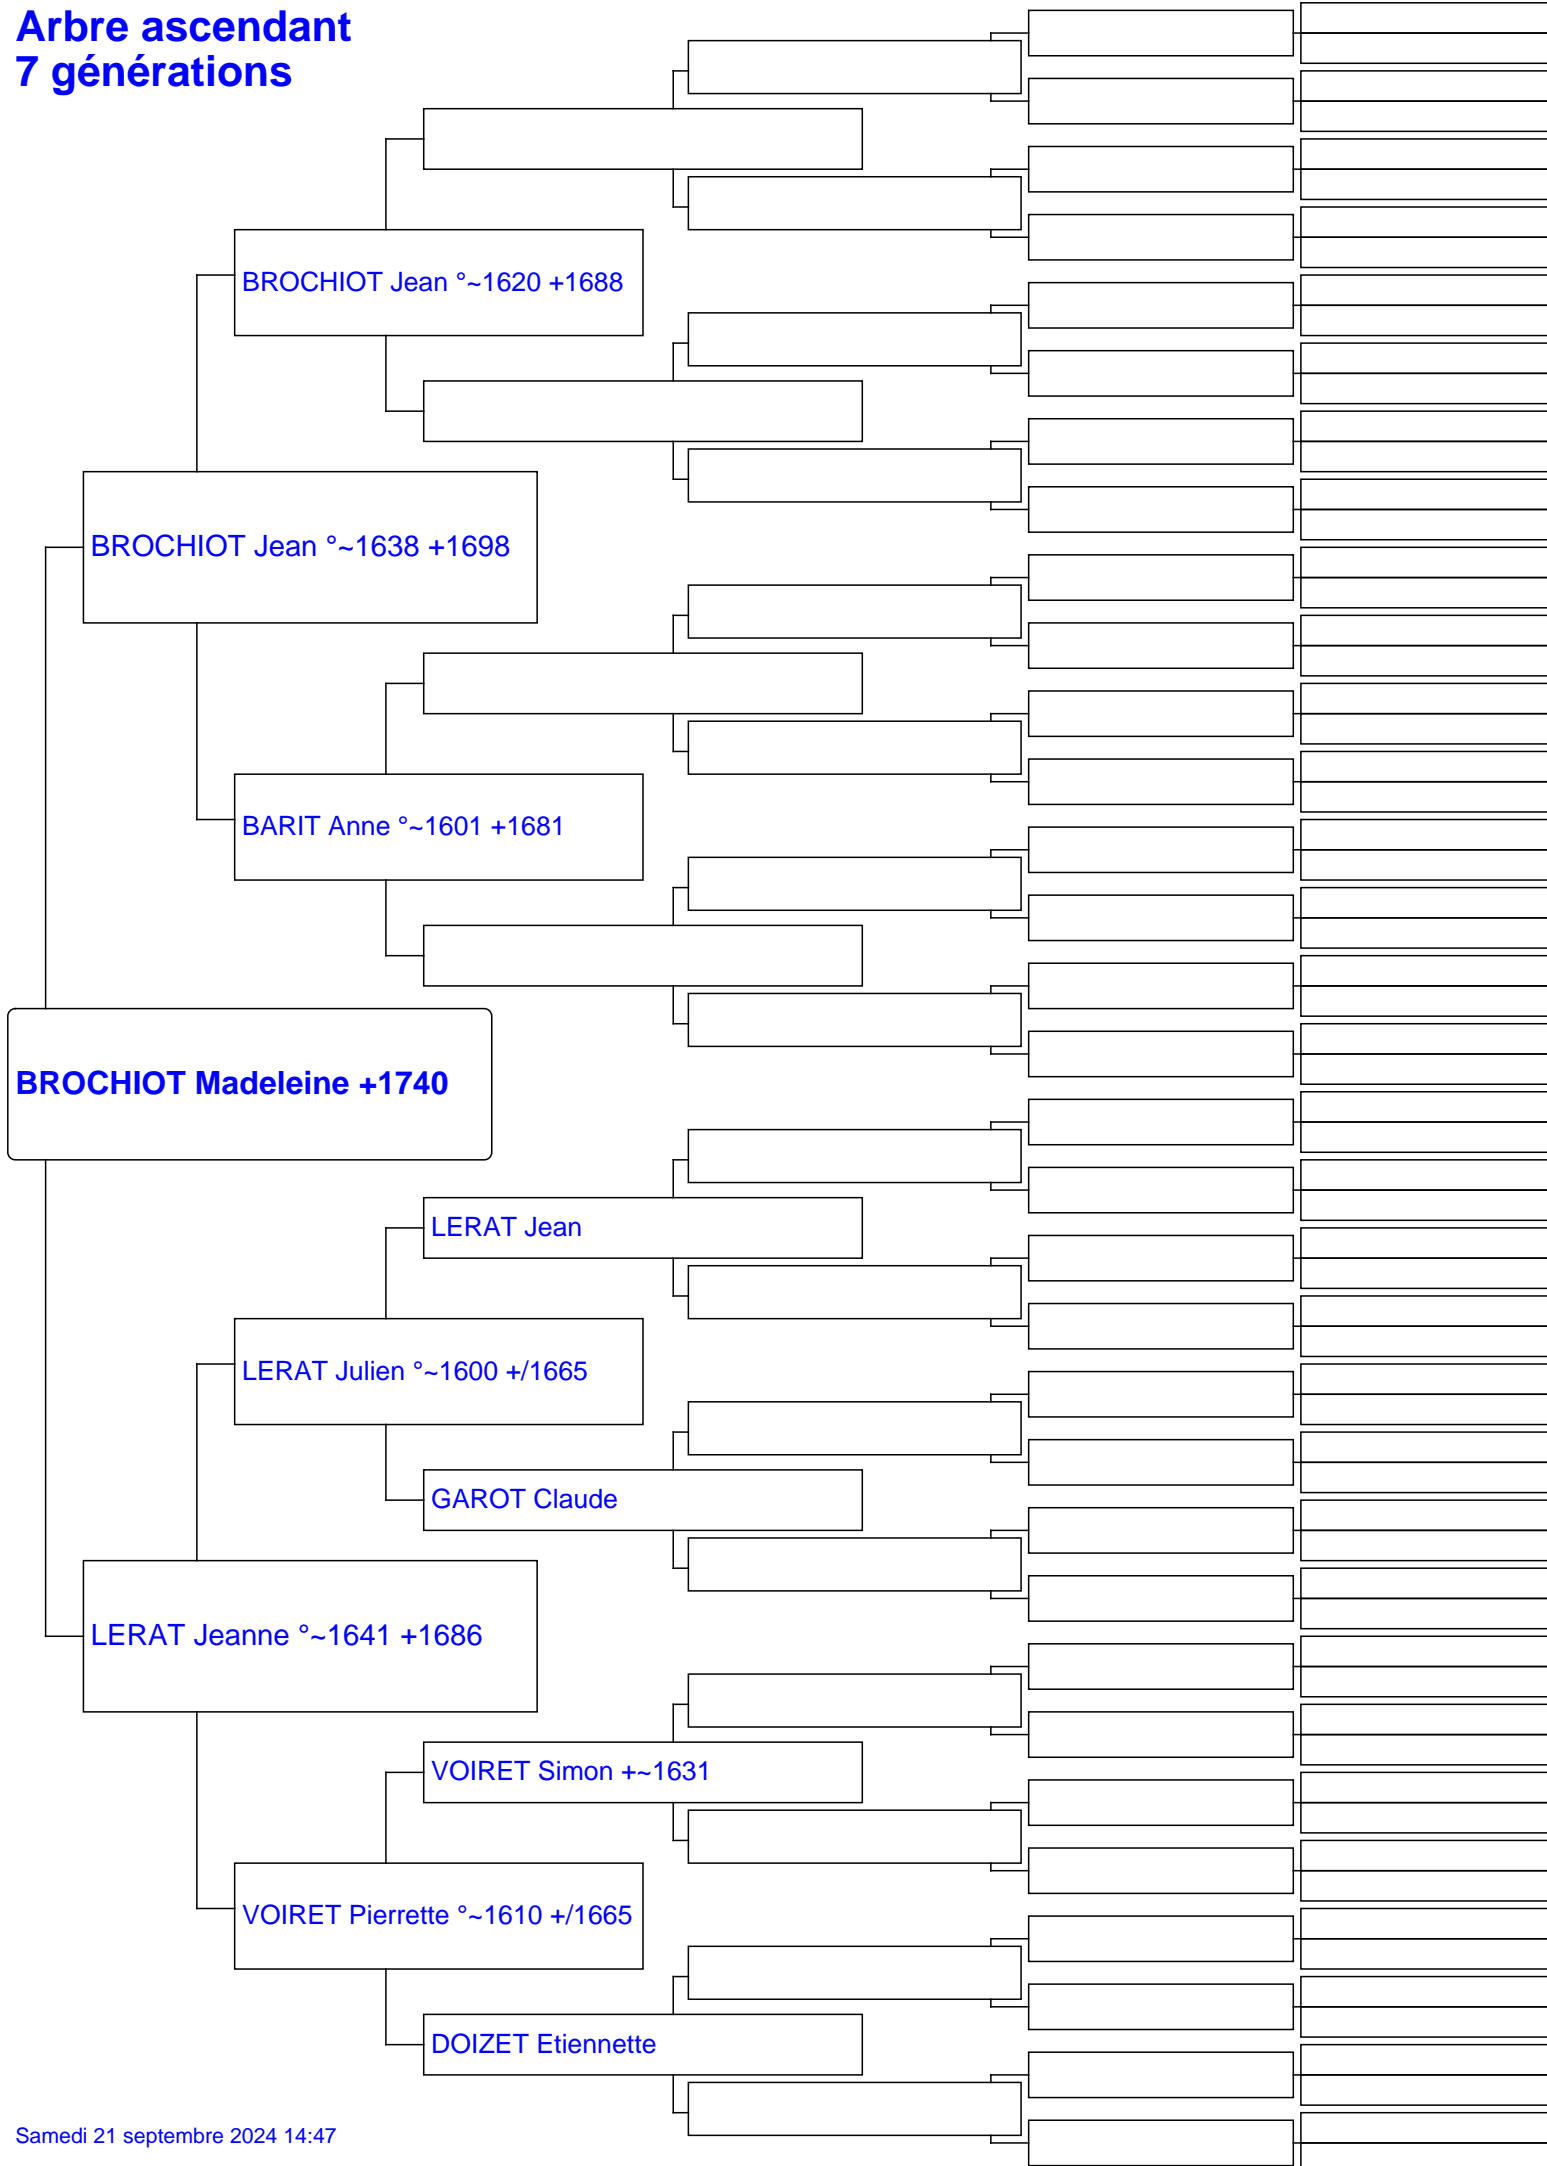 Arbre ascendant
7 générations
BROCHIOT Jean °~1620 +1688
BROCHIOT Jean °~1638 +1698
BARIT Anne °~1601 +1681
BROCHIOT Madeleine +1740
LERAT Jean
LERAT Julien °~1600 +/1665
GAROT Claude
LERAT Jeanne °~1641 +1686
VOIRET Simon +~1631
VOIRET Pierrette °~1610 +/1665
DOIZET Etiennette
Samedi 21 septembre 2024 14:47